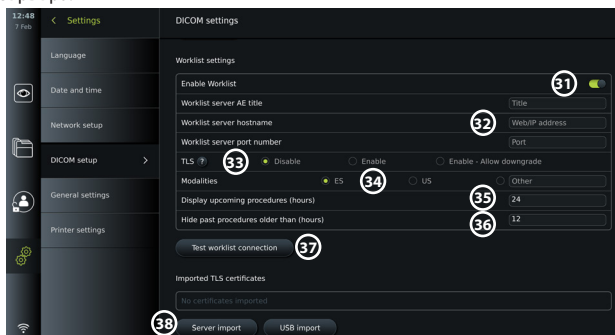 12:48
7 Feb
Settings
DICOM settings
Language
Date and time
Network setup
DICOM setup
General settings
Printer settings
Worklist settings
Enable Worklist 31
Worklist server AE title Title
Worklist server hostname 32 Web/IP address
Worklist server port number Port
TLS ? 33 Disable Enable Enable - Allow downgrade
Modalities ES 34 US Other
Display upcoming procedures (hours) 35 24
Hide past procedures older than (hours) 36 12
Test worklist connection 37
Imported TLS certificates
No certificates imported
38 Server import USB import